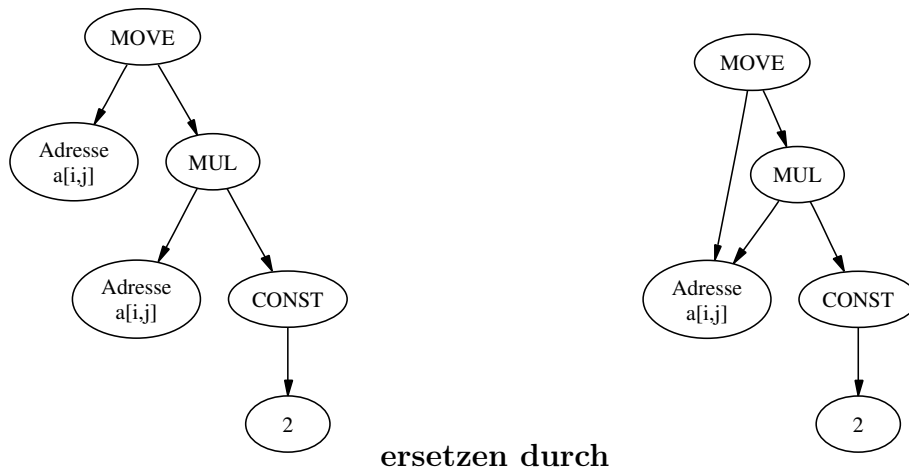 MOVE
Adresse
a[i,j]
MUL
Adresse
a[i,j]
CONST
2
ersetzen durch
MOVE
MUL
Adresse
a[i,j]
CONST
2